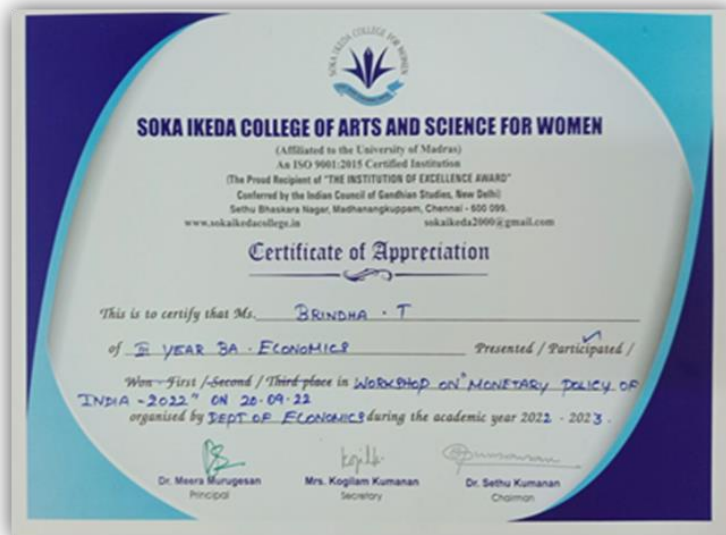 SOKA IKEDA COLLEGE FOR WOMEN
SOKA IKEDA COLLEGE OF ARTS AND SCIENCE FOR WOMEN
(Affiliated to the University of Madras)
An ISO 9001:2015 Certified Institution
(The Proud Recipient of "THE INSTITUTION OF EXCELLENCE AWARD"
Conferred by the Indian Council of Gandhian Studies, New Delhi)
Sethu Bhaskara Nagar, Madhanangkuppam, Chennai - 600 099.
www.sokaikedacollege.in sokaikeda2000@gmail.com
Certificate of Appreciation
This is to certify that Ms. BRINDHA . T
of YEAR BA . ECONOMICS Presented / Participated /
Won First / Second / Third place in WORKSHOP ON "MONETARY POLICY OF
INDIA - 2022" ON 20.09.22
organised by DEPT OF ECONOMICS during the academic year 2022 - 2023.
Dr. Meera Murugesan Mrs. Kogilam Kumanan Dr. Sethu Kumanan
Principal Secretary Chairman